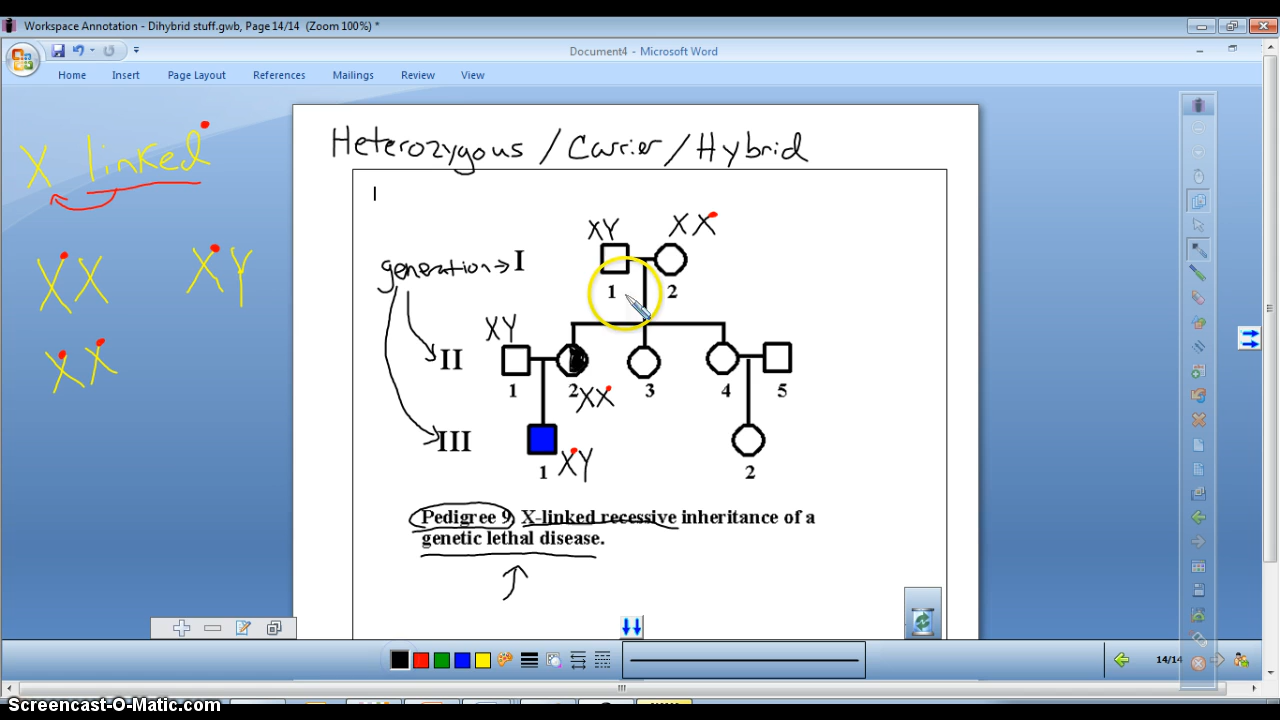 Workspace Annotation - Dihybrid stuff.gwb, Page 14/14 (Zoom 100%) *
Document4 - Microsoft Word
Home Insert Page Layout References Mailings Review View
X linked
Heterozygous / Carrier / Hybrid
1
XY XX
generation → I
1 2
XX XY
XY
II
1 2 3 4 5
XX
XX
III
1 XY 2
Pedigree 9. X-linked recessive inheritance of a
genetic lethal disease.
14/14
Screencast-O-Matic.com